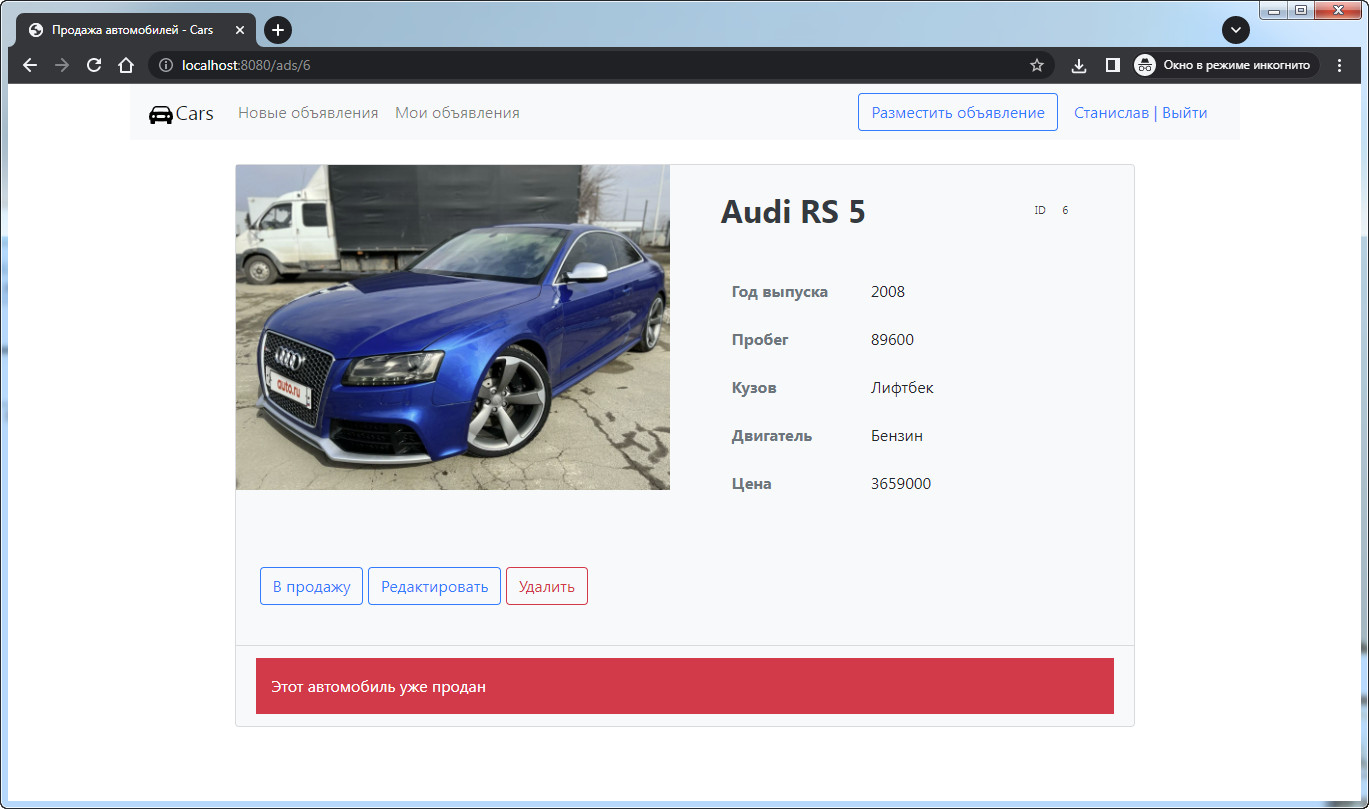 Продажа автомобилей - Cars
localhost:8080/ads/6
Окно в режиме инкогнито
Cars
Новые объявления
Мои объявления
Разместить объявление
Станислав | Выйти
Audi RS 5
ID 6
Год выпуска 2008
Пробег 89600
Кузов Лифтбек
Двигатель Бензин
Цена 3659000
auto.ru
В продажу
Редактировать
Удалить
Этот автомобиль уже продан